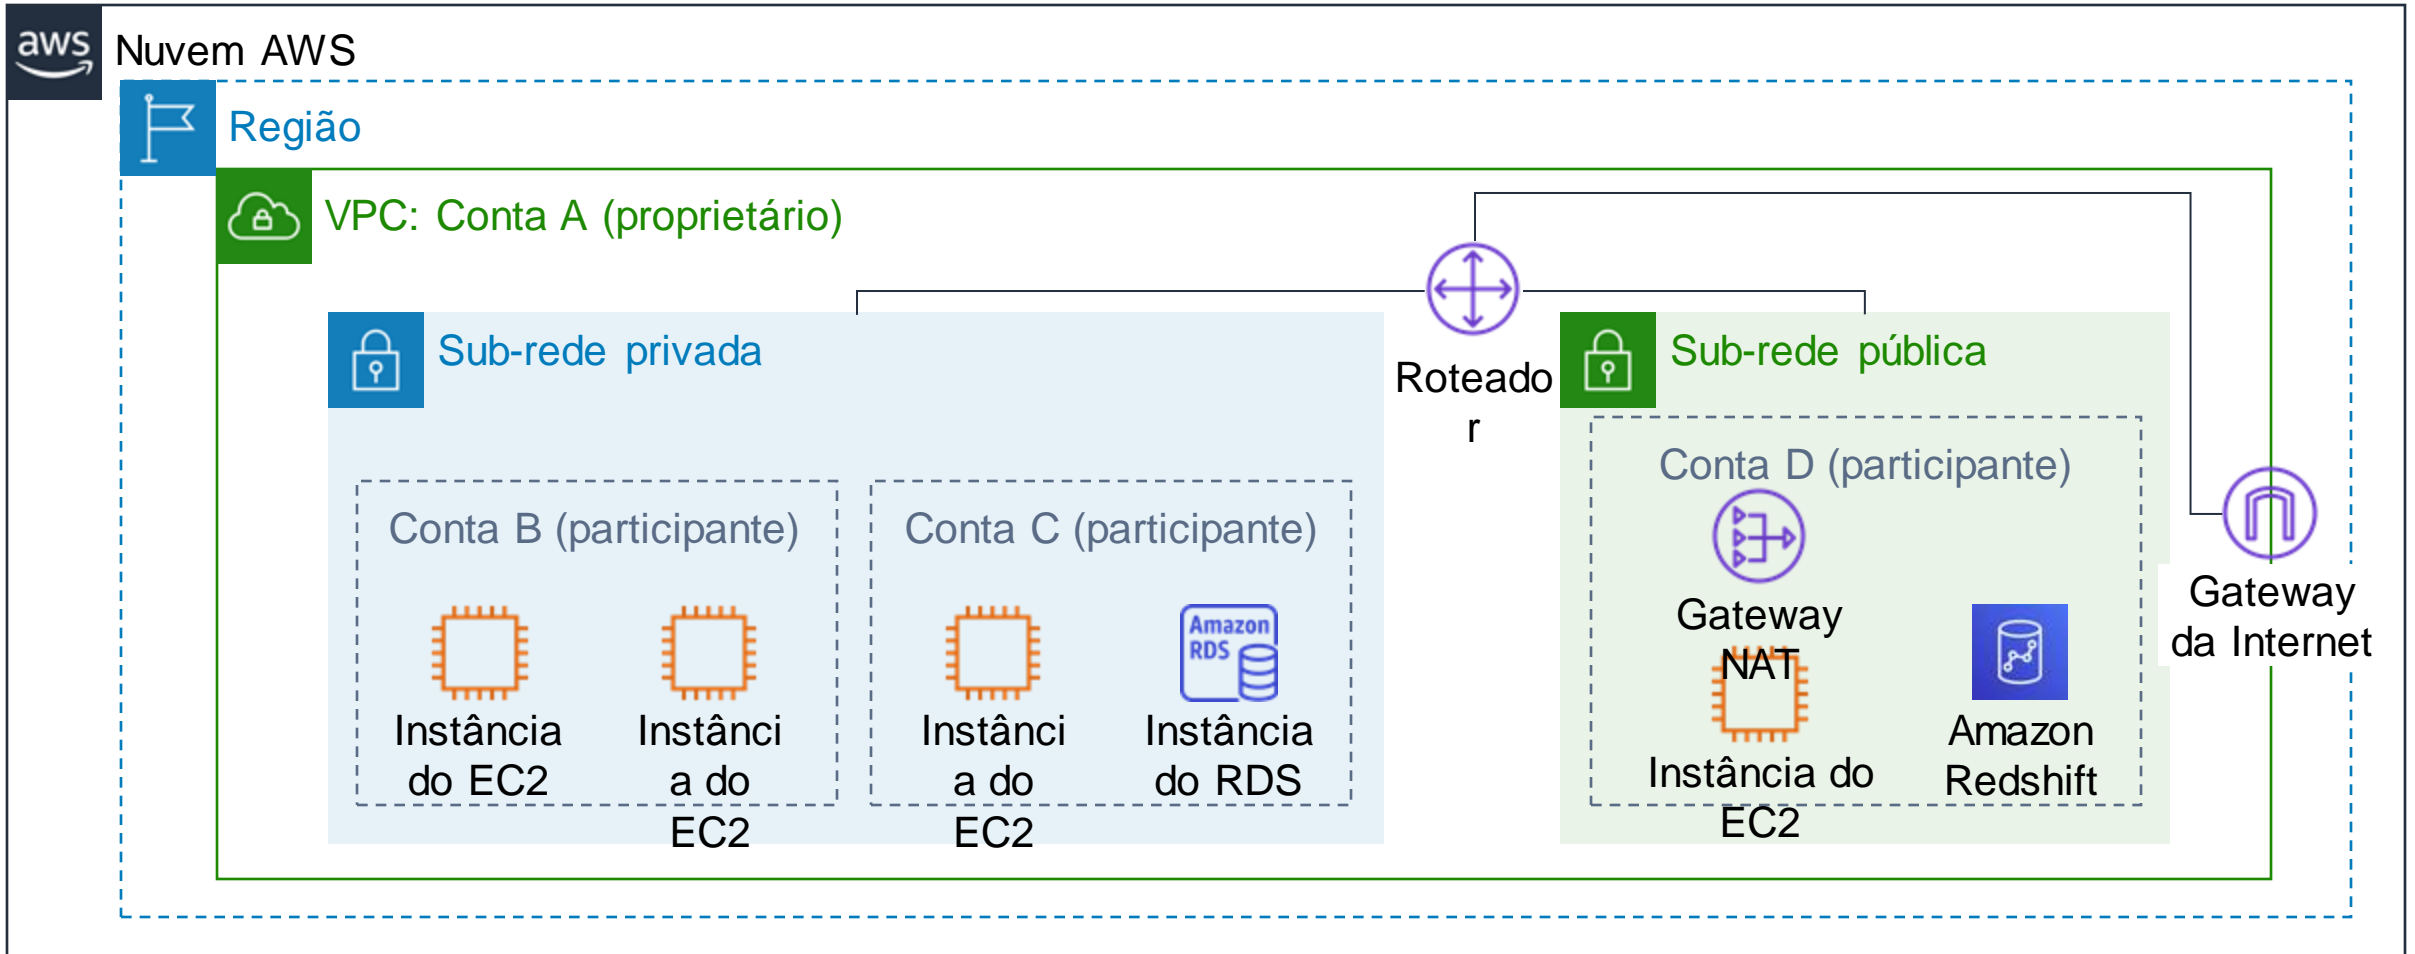 aws
Nuvem AWS
Região
VPC: Conta A (proprietário)
Roteado
r
Sub-rede privada
Conta B (participante)
Instância
do EC2
Instânci
a do
EC2
Conta C (participante)
Instânci
a do
EC2
Amazon
RDS
Instância
do RDS
Sub-rede pública
Conta D (participante)
Gateway
NAT
Instância do
EC2
Amazon
Redshift
Gateway
da Internet